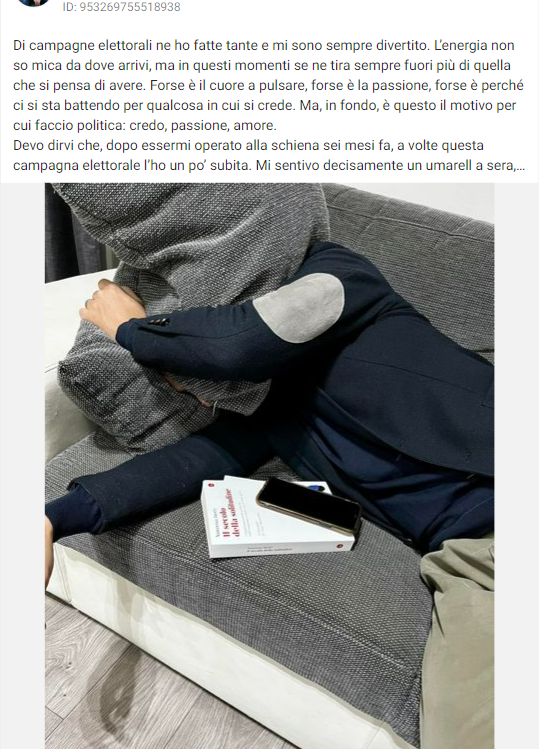 ID: 953269755518938
Di campagne elettorali ne ho fatte tante e mi sono sempre divertito. L'energia non
so mica da dove arrivi, ma in questi momenti se ne tira sempre fuori più di quella
che si pensa di avere. Forse è il cuore a pulsare, forse è la passione, forse è perché
ci si sta battendo per qualcosa in cui si crede. Ma, in fondo, è questo il motivo per
cui faccio politica: credo, passione, amore.
Devo dirvi che, dopo essermi operato alla schiena sei mesi fa, a volte questa
campagna elettorale l'ho un po' subita. Mi sentivo decisamente un umarell a sera,...
Il secolo
della solitudine